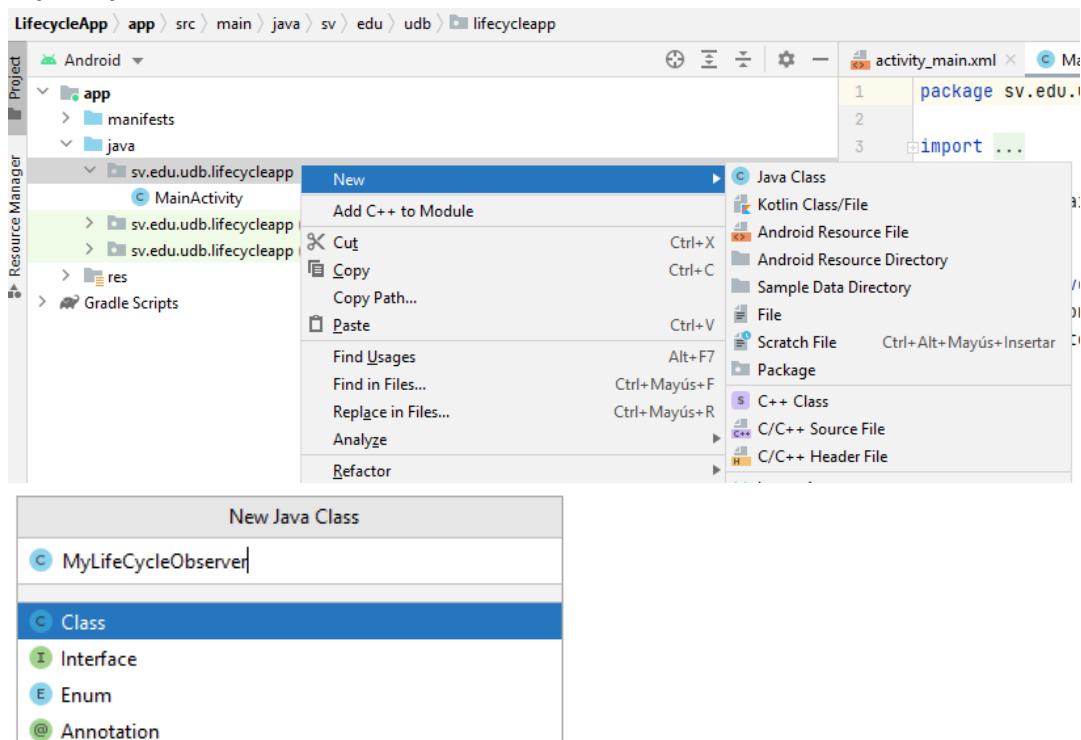 LifecycleApp 〉 app 〉 src 〉 main 〉 java 〉 sv 〉 edu 〉 udb 〉 lifecycleapp
Project
Resource Manager
Android
app
manifests
java
sv.edu.udb.lifecycleapp
MainActivity
sv.edu.udb.lifecycleapp
sv.edu.udb.lifecycleapp
res
Gradle Scripts
activity_main.xml
1 package sv.edu.
2
3 import ...
New
Add C++ to Module
Cut Ctrl+X
Copy Ctrl+C
Copy Path...
Paste Ctrl+V
Find Usages Alt+F7
Find in Files... Ctrl+Mayús+F
Replace in Files... Ctrl+Mayús+R
Analyze
Refactor
Java Class
Kotlin Class/File
Android Resource File
Android Resource Directory
Sample Data Directory
File
Scratch File Ctrl+Alt+Mayús+Insertar
Package
C++ Class
C/C++ Source File
C/C++ Header File
New Java Class
MyLifeCycleObserver
Class
Interface
Enum
Annotation